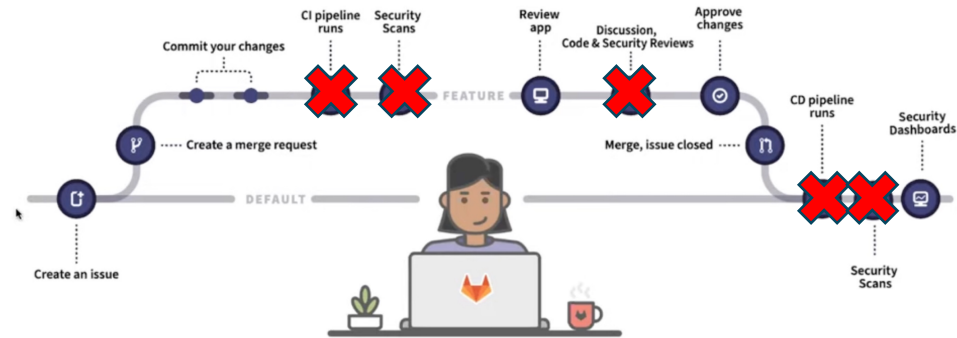 CI pipeline
runs
Security
Scans
Review
app
Approve
changes
Discussion,
Code & Security Reviews
Commit your changes
FEATURE
CD pipeline
runs
Security
Dashboards
Create a merge request
Merge, issue closed
DEFAULT
Create an issue
Security
Scans